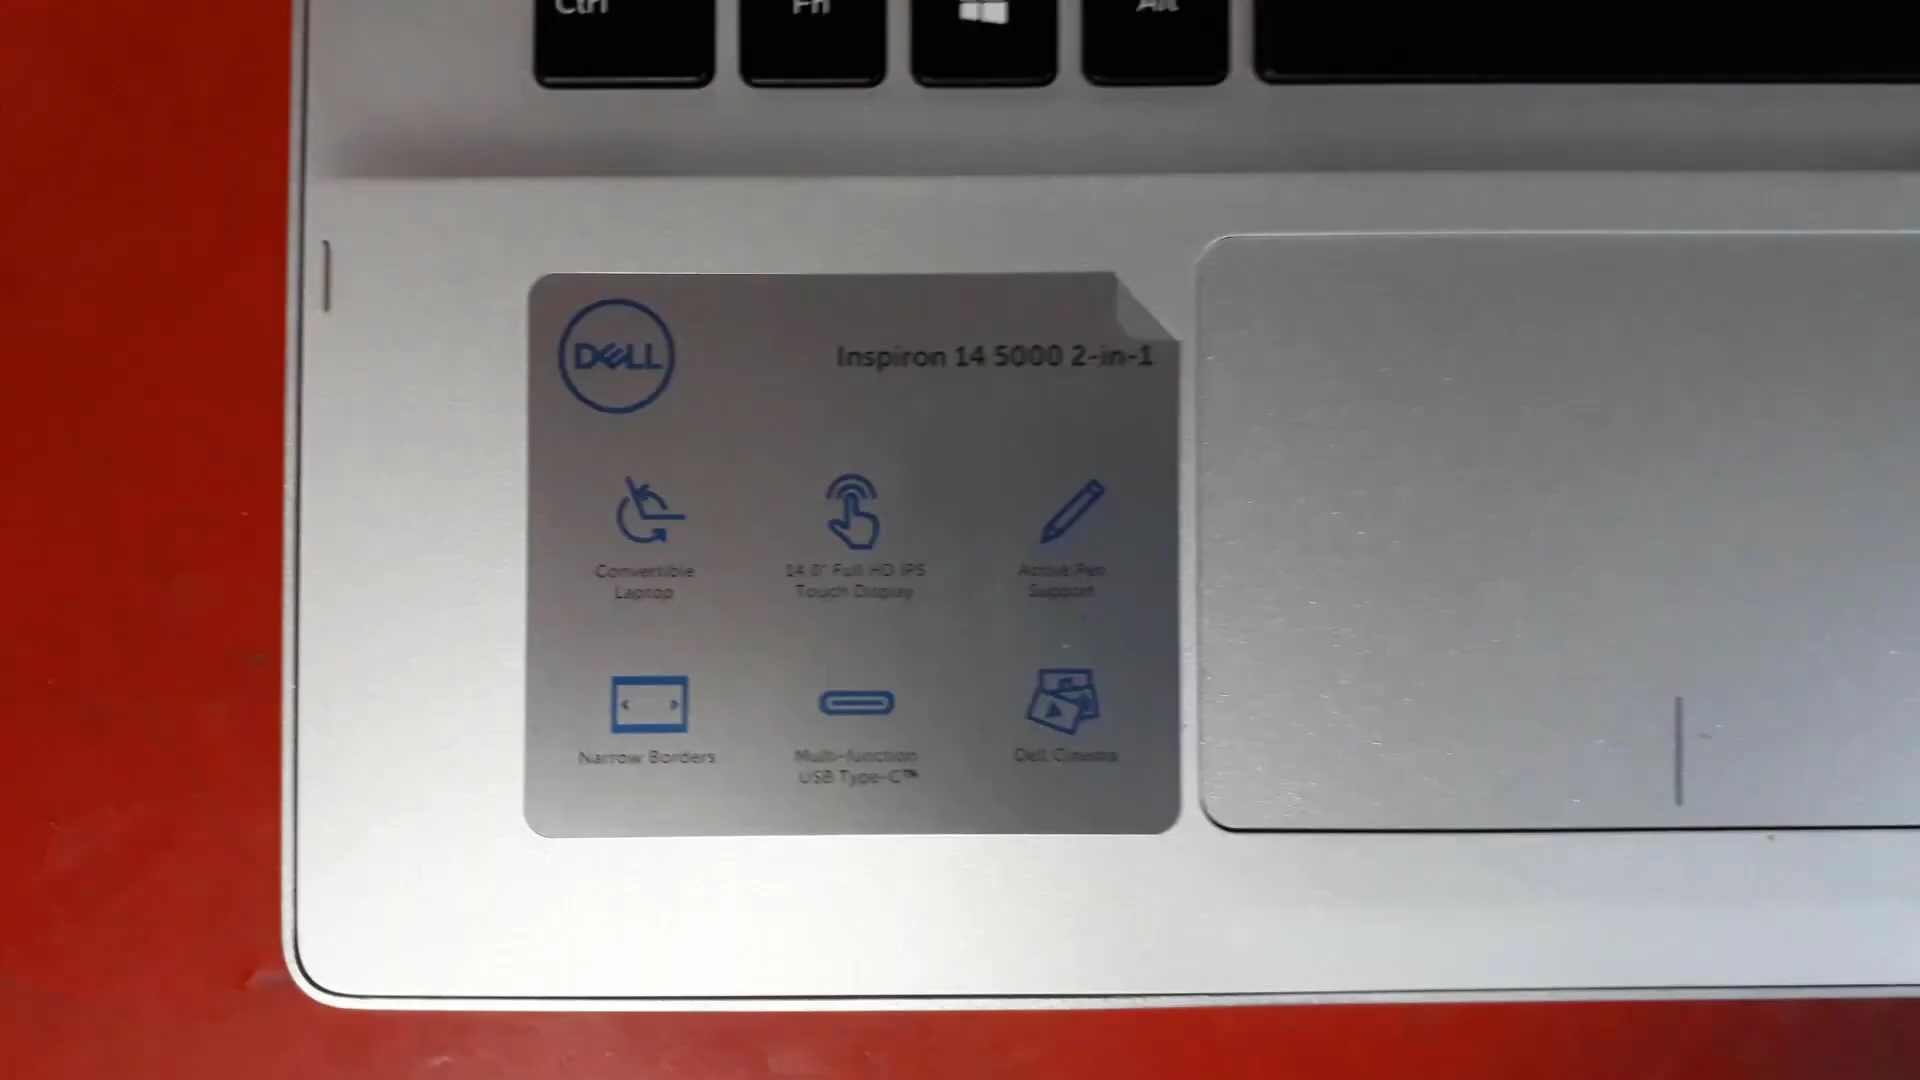 Ctrl
Fn
Alt
DELL
Inspiron 14 5000 2-in-1
Convertible
Laptop
14.0" Full HD IPS
Touch Display
Active Pen
Support
Narrow Borders
Multi-function
USB Type-C™
Dell Cinema